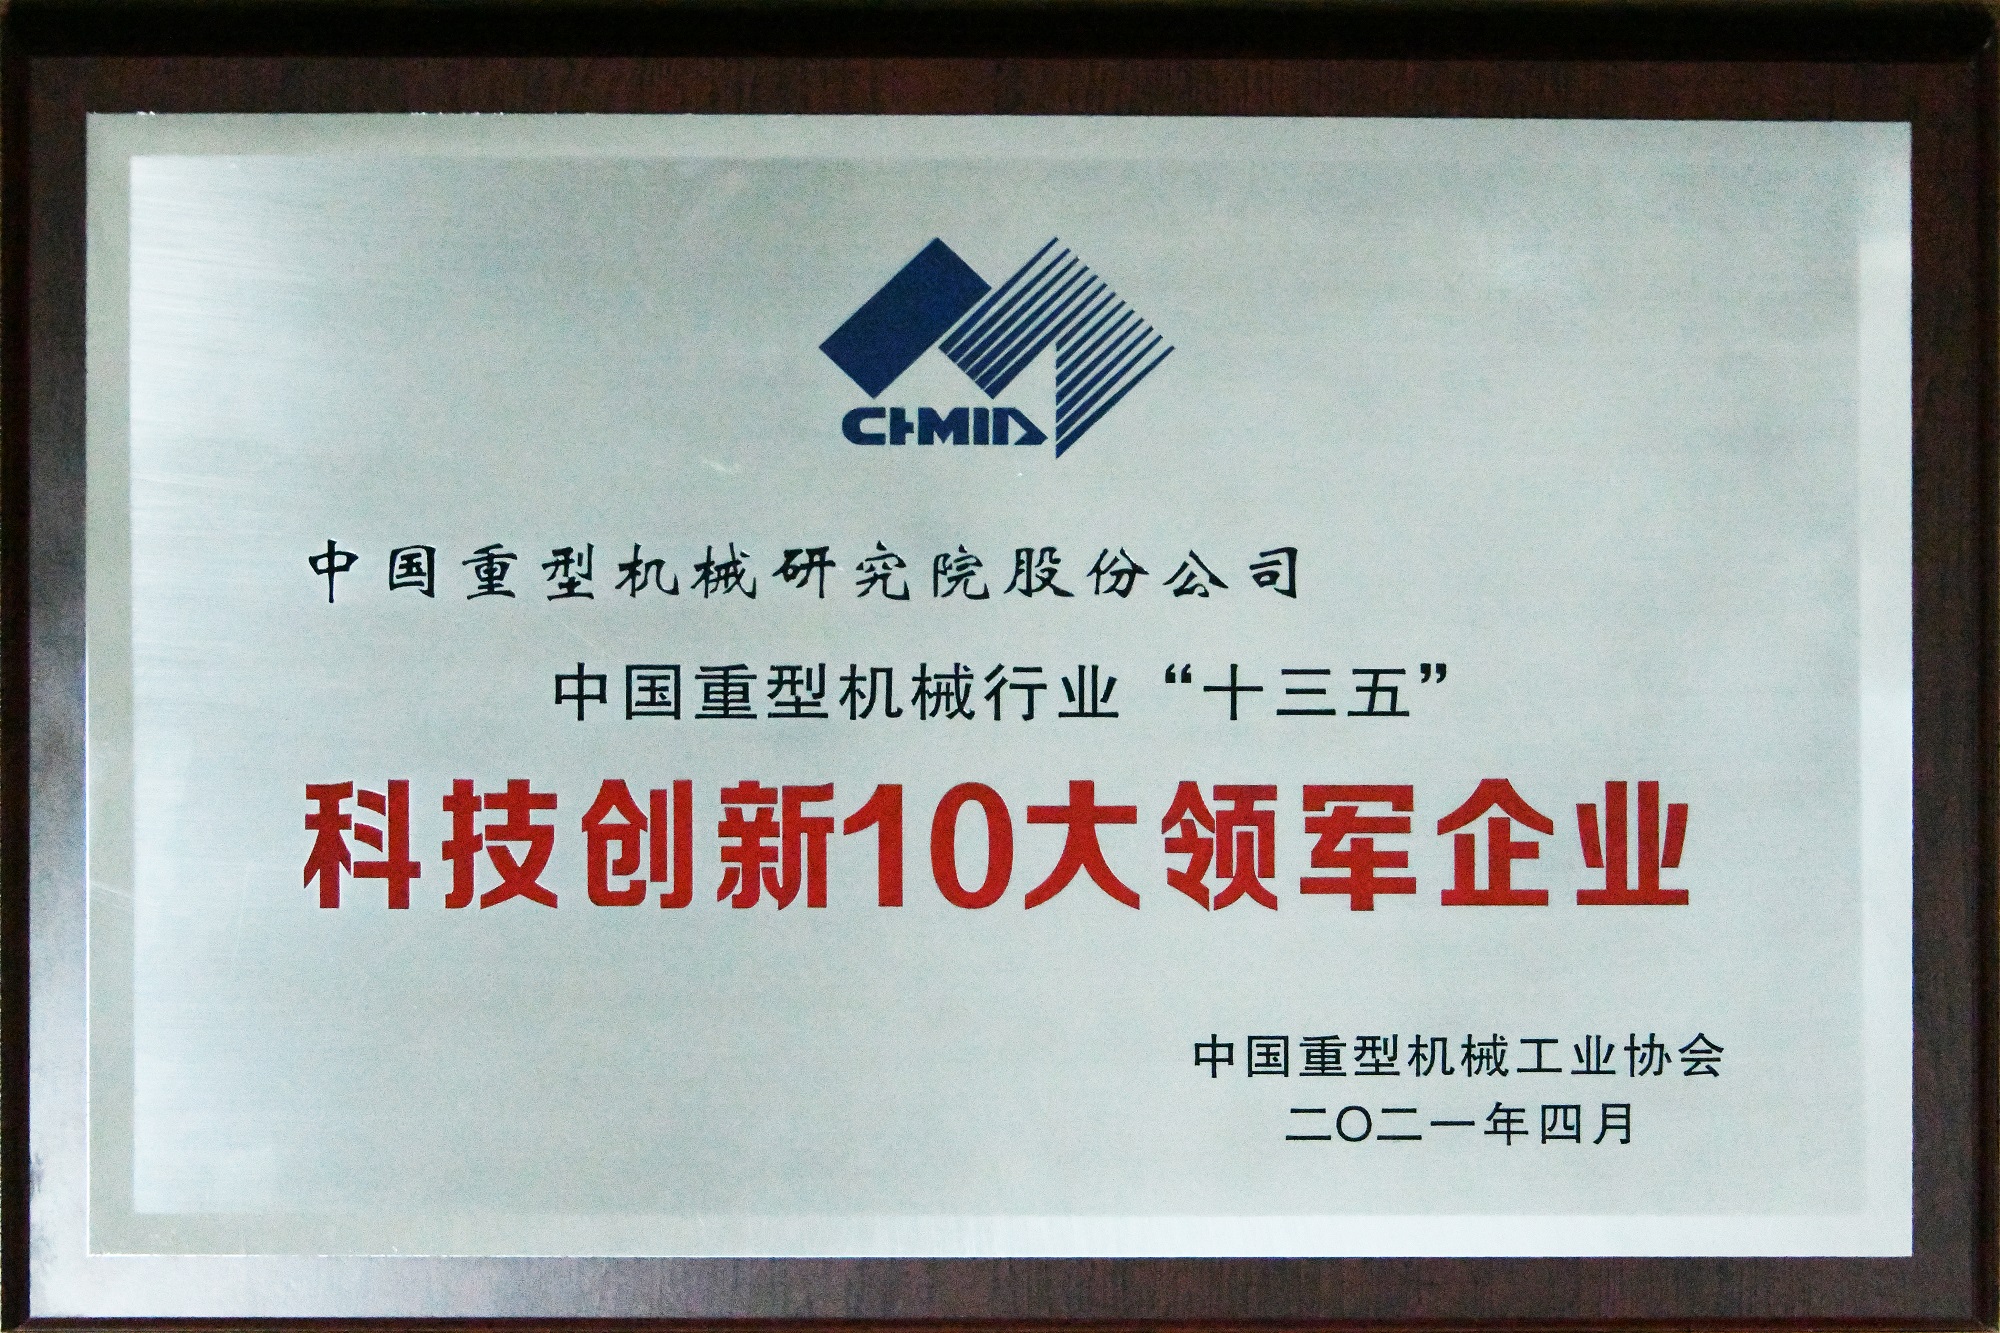 CHMIA
中国重型机械研究院股份公司
中国重型机械行业“十三五”
科技创新10大领军企业
中国重型机械工业协会
二〇二一年四月